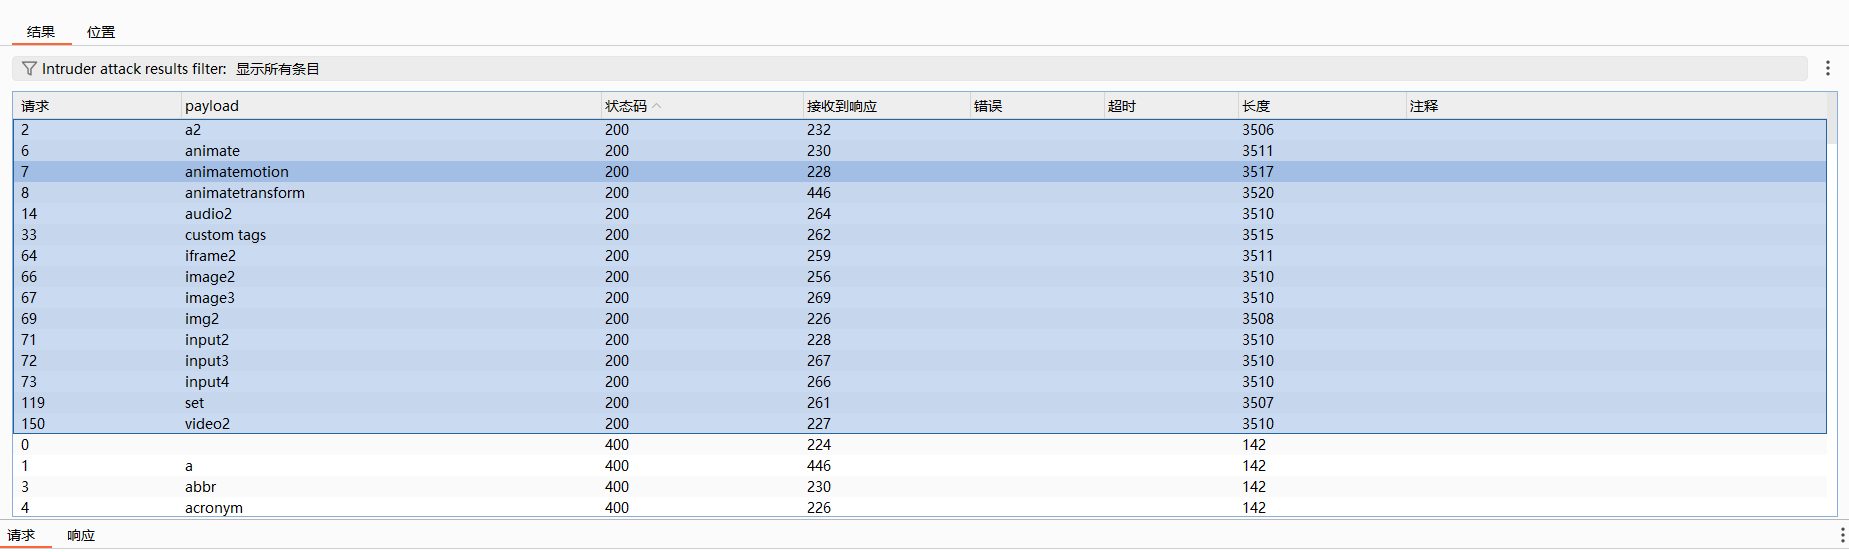 结果 位置
Intruder attack results filter: 显示所有条目
请求 payload 状态码 接收到响应 错误 超时 长度 注释
2 a2 200 232 3506
6 animate 200 230 3511
7 animatemotion 200 228 3517
8 animatetransform 200 446 3520
14 audio2 200 264 3510
33 custom tags 200 262 3515
64 iframe2 200 259 3511
66 image2 200 256 3510
67 image3 200 269 3510
69 img2 200 226 3508
71 input2 200 228 3510
72 input3 200 267 3510
73 input4 200 266 3510
119 set 200 261 3507
150 video2 200 227 3510
0 400 224 142
1 a 400 446 142
3 abbr 400 230 142
4 acronym 400 226 142
请求 响应